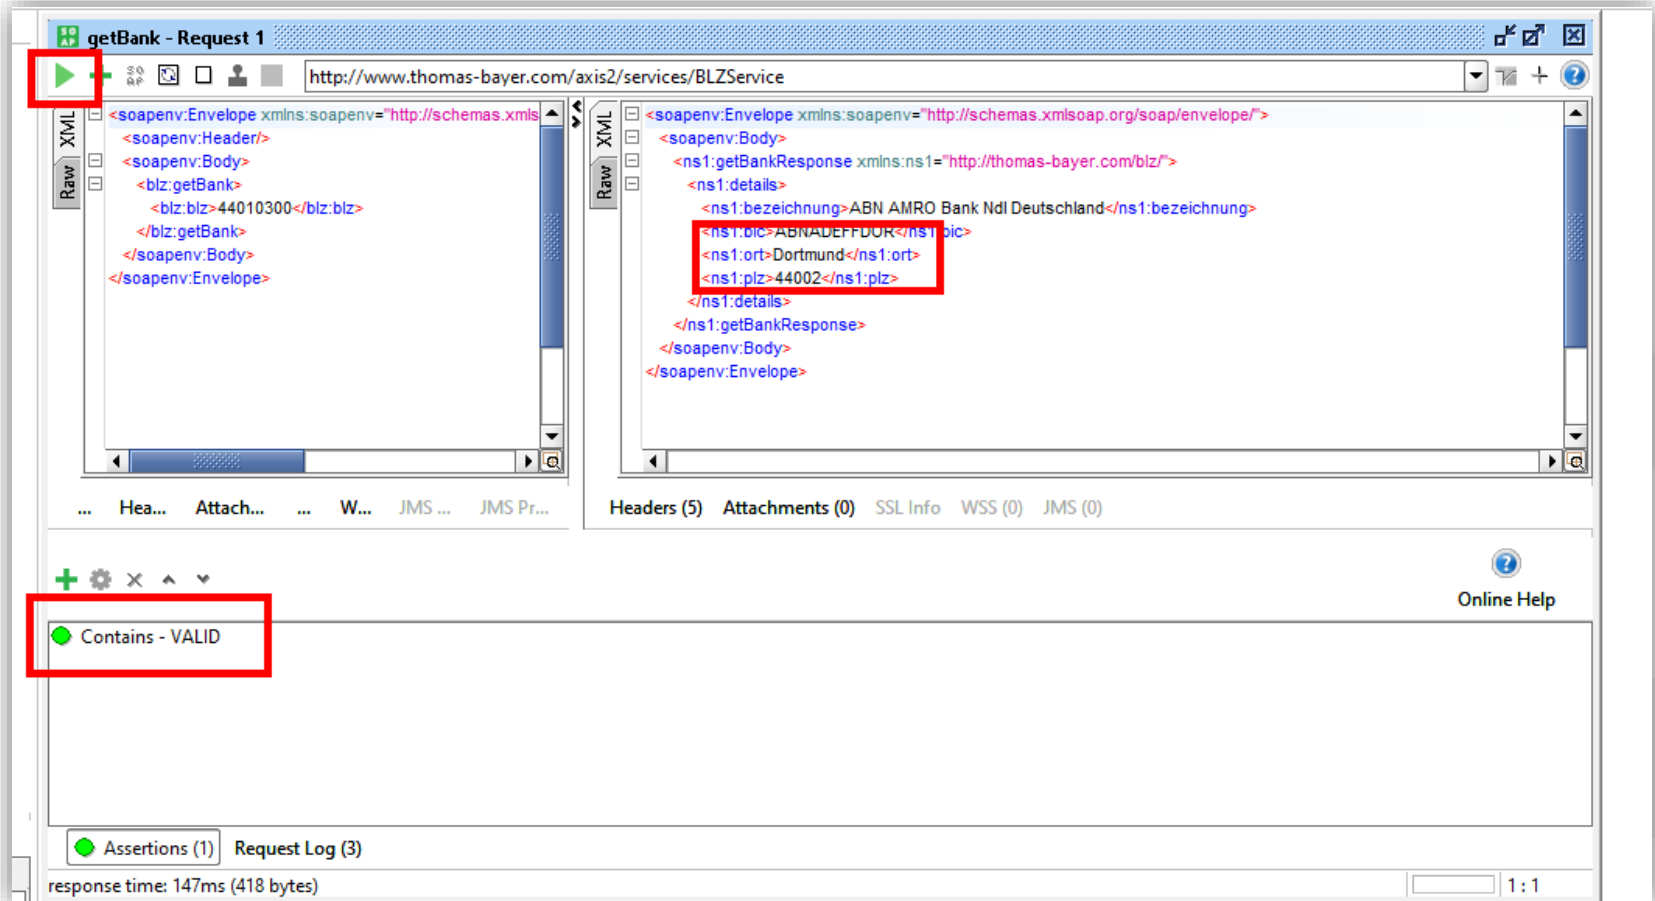 getBank - Request 1
http://www.thomas-bayer.com/axis2/services/BLZService
XML
Raw
<soapenv:Envelope xmlns:soapenv="http://schemas.xmls
<soapenv:Header/>
<soapenv:Body>
<blz:getBank>
<blz:blz>44010300</blz:blz>
</blz:getBank>
</soapenv:Body>
</soapenv:Envelope>
XML
Raw
<soapenv:Envelope xmlns:soapenv="http://schemas.xmlsoap.org/soap/envelope/">
<soapenv:Body>
<ns1:getBankResponse xmlns:ns1="http://thomas-bayer.com/blz/">
<ns1:details>
<ns1:bezeichnung>ABN AMRO Bank Ndl Deutschland</ns1:bezeichnung>
<ns1:bic>ABNADEFFDOR</ns1:bic>
<ns1:ort>Dortmund</ns1:ort>
<ns1:plz>44002</ns1:plz>
</ns1:details>
</ns1:getBankResponse>
</soapenv:Body>
</soapenv:Envelope>
... Hea... Attach... ... W... JMS ... JMS Pr...
Headers (5) Attachments (0) SSL Info WSS (0) JMS (0)
Online Help
Contains - VALID
Assertions (1) Request Log (3)
response time: 147ms (418 bytes)
1 : 1